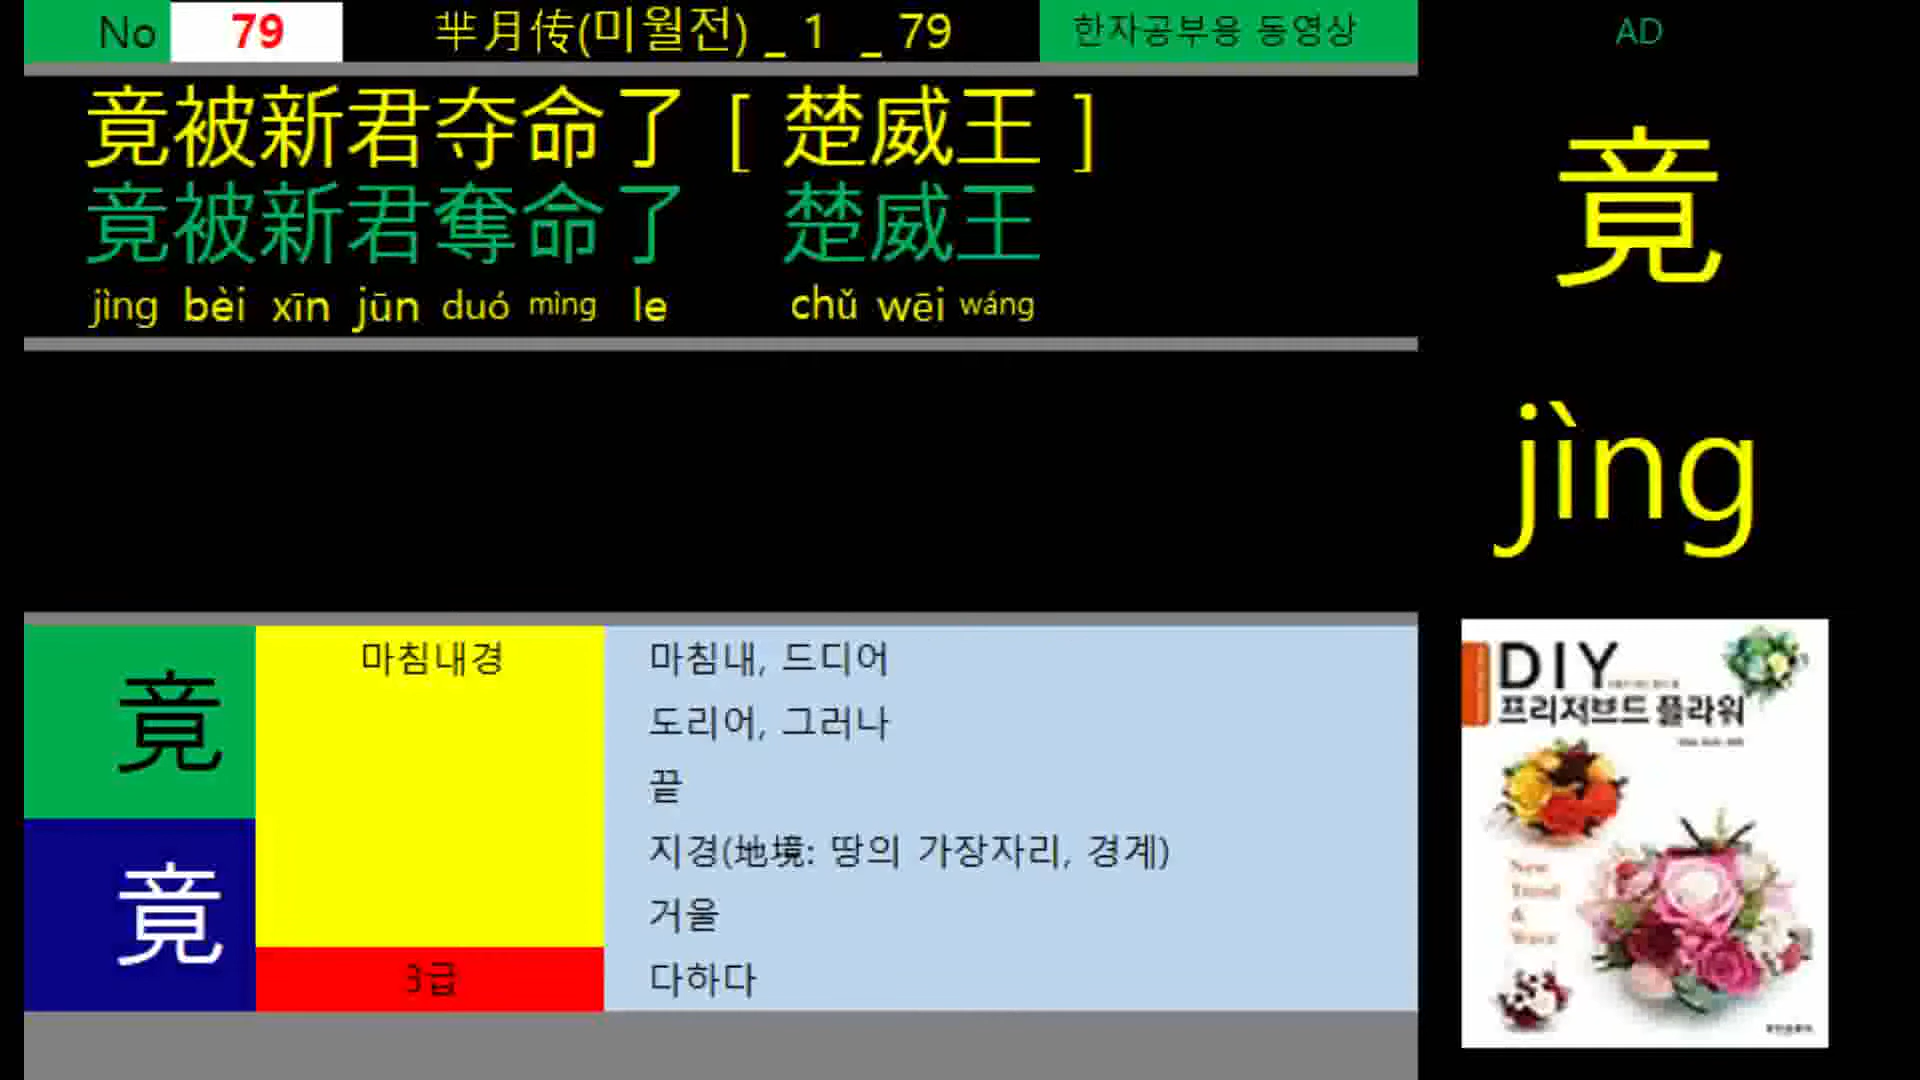 No 79 芈月传(미월전) _ 1 _ 79 한자공부용 동영상 AD
竟被新君夺命了 [ 楚威王 ]
竟被新君奪命了 楚威王
jìng bèi xīn jūn duó mìng le chǔ wēi wáng
竟
jìng
竟 마침내경 마침내, 드디어
도리어, 그러나
끝
지경(地境: 땅의 가장자리, 경계)
竟
거울
3급 다하다
DIY
프리저브드 플라워
New
Trend
&